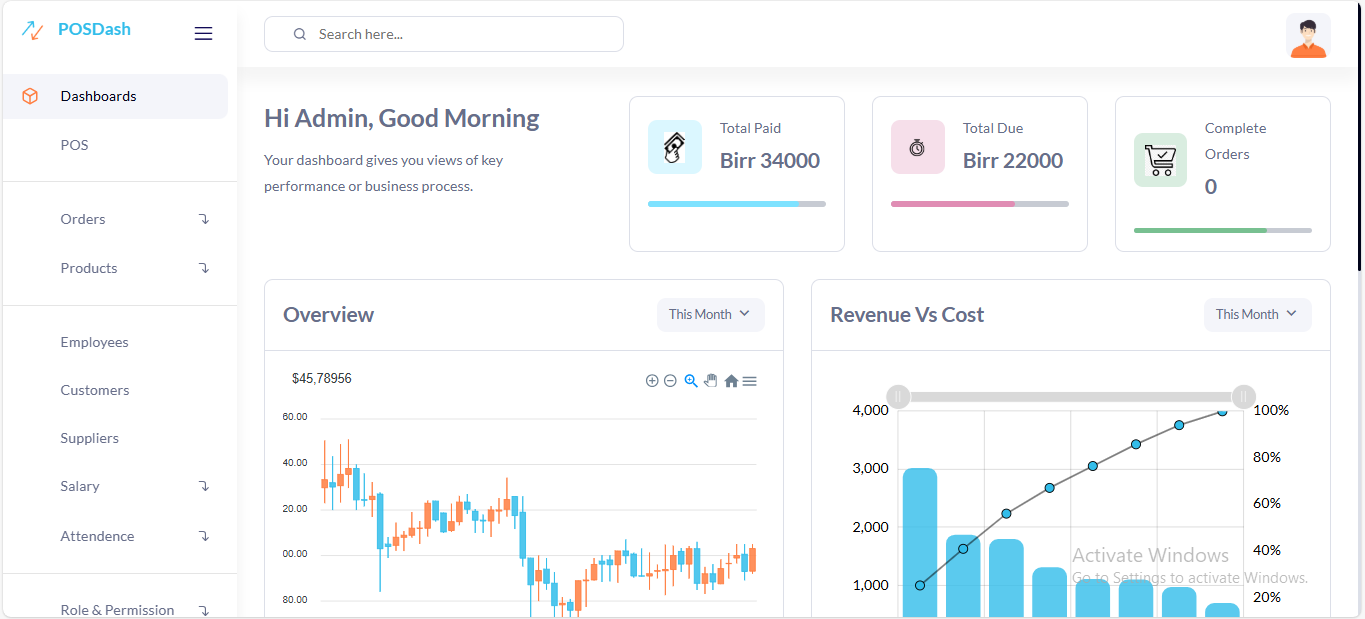 POSDash
Search here...
Dashboards
POS
Orders
Products
Employees
Customers
Suppliers
Salary
Attendence
Role & Permission
Hi Admin, Good Morning
Your dashboard gives you views of key
performance or business process.
Total Paid
Birr 34000
Total Due
Birr 22000
Complete
Orders
0
Overview
This Month
$45,78956
60.00
40.00
20.00
00.00
80.00
Revenue Vs Cost
This Month
4,000
3,000
2,000
1,000
100%
80%
60%
40%
20%
Activate Windows
Go to Settings to activate Windows.